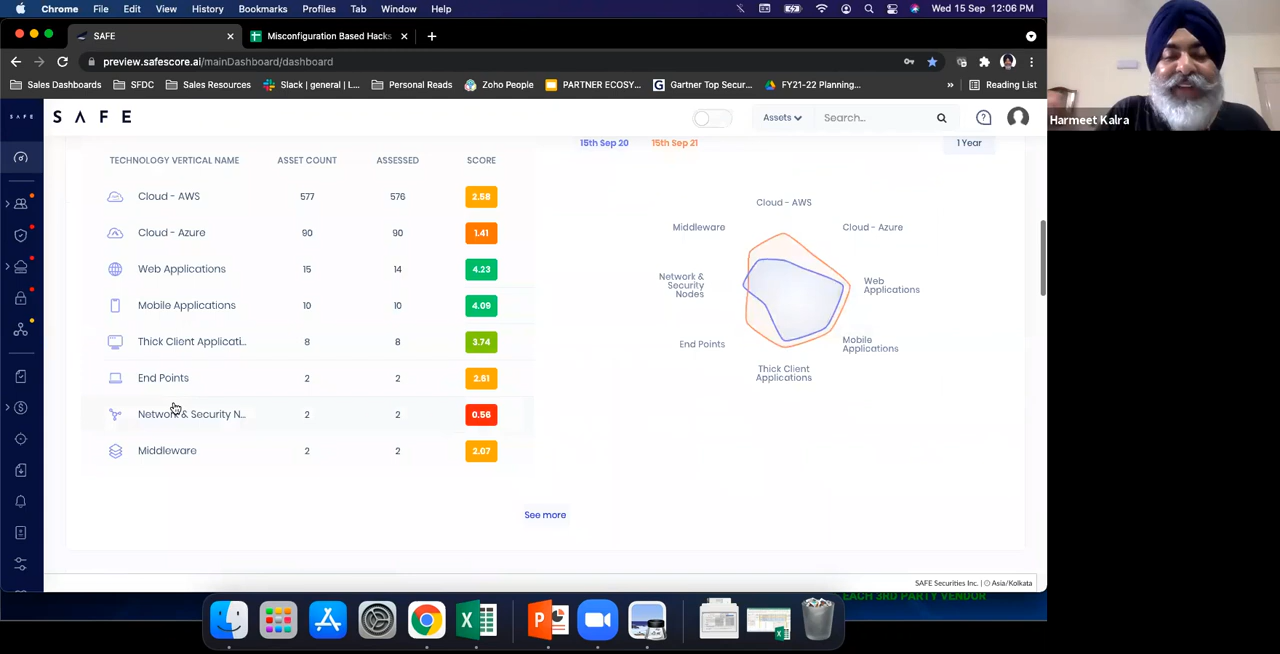 Chrome File Edit View History Bookmarks Profiles Tab Window Help
Wed 15 Sep 12:06 PM
SAFE
Misconfiguration Based Hacks
preview.safescore.ai/mainDashboard/dashboard
Sales Dashboards SFDC Sales Resources Slack | general | L... Personal Reads Zoho People PARTNER ECOSY... Gartner Top Secur... FY21-22 Planning... » Reading List
Harmeet Kalra
SAFE
S A F E
Assets Search...
15th Sep 20 15th Sep 21 1 Year
TECHNOLOGY VERTICAL NAME ASSET COUNT ASSESSED SCORE
Cloud - AWS 577 576 2.58
Cloud - Azure 90 90 1.41
Web Applications 15 14 4.23
Mobile Applications 10 10 4.09
Thick Client Applicati... 8 8 3.74
End Points 2 2 2.61
Network & Security N... 2 2 0.56
Middleware 2 2 2.07
See more
Cloud - AWS
Middleware
Cloud - Azure
Network &
Security
Nodes
Web
Applications
End Points
Mobile
Applications
Thick Client
Applications
SAFE Securities Inc. | © Asia/Kolkata
EACH 3RD PARTY VENDOR